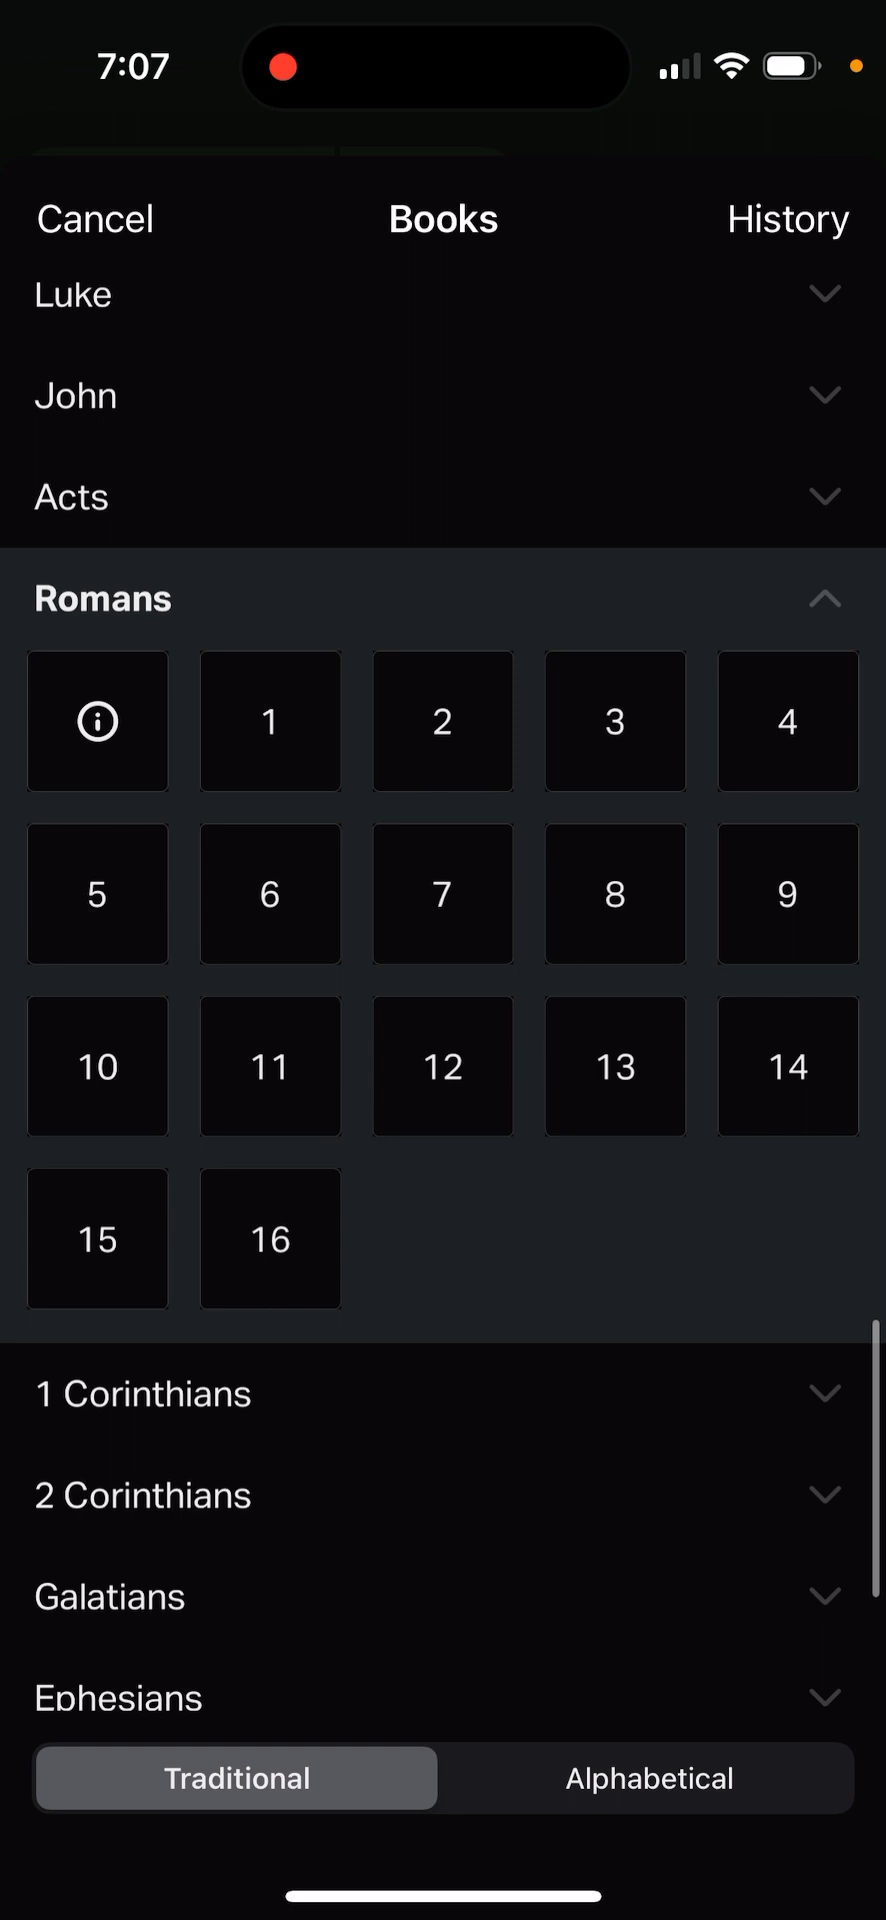 7:07
Cancel Books History
Luke
John
Acts
Romans
1 2 3 4
5 6 7 8 9
10 11 12 13 14
15 16
1 Corinthians
2 Corinthians
Galatians
Ephesians
Traditional Alphabetical